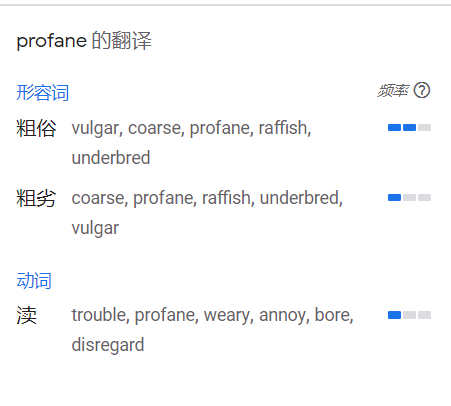 profane 的翻译
形容词 频率
粗俗 vulgar, coarse, profane, raffish,
underbred
粗劣 coarse, profane, raffish, underbred,
vulgar
动词
渎 trouble, profane, weary, annoy, bore,
disregard